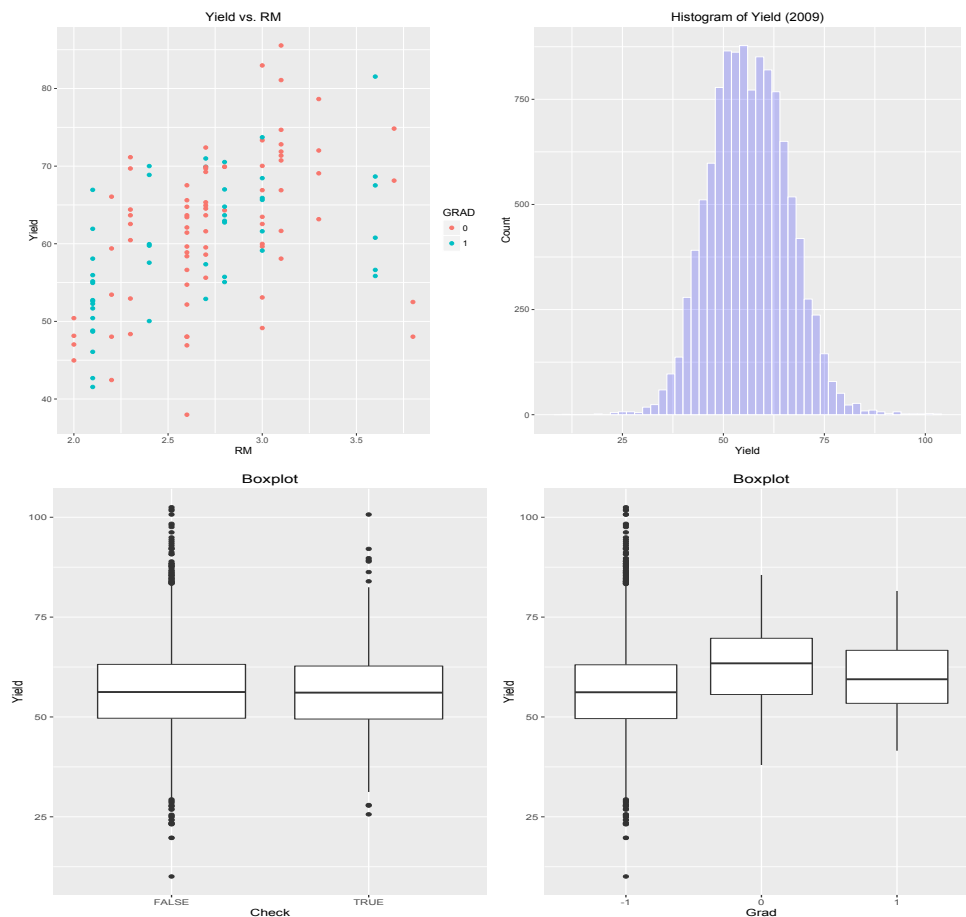 Yield vs. RM
80
70
60
50
40
Yield
2.0
2.5
3.0
3.5
RM
GRAD
0
1
Histogram of Yield (2009)
750
500
250
0
Count
25
50
75
100
Yield
Boxplot
100
75
50
25
Yield
FALSE
TRUE
Check
Boxplot
100
75
50
25
Yield
-1
0
1
Grad